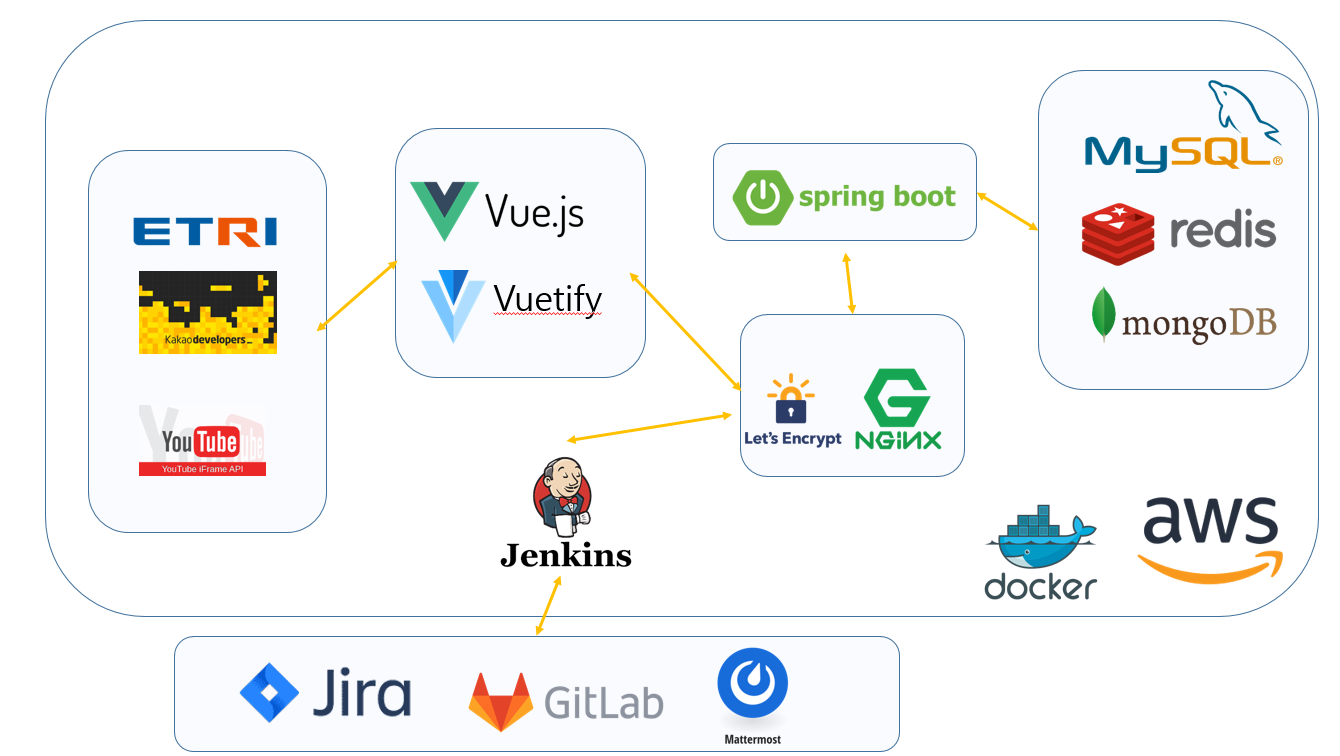 ETRI
Kakaodevelopers_
YouTube
YouTube iFrame API
Vue.js
Vuetify
spring boot
MySQL®
redis
mongoDB
Let's Encrypt
NGINX
Jenkins
docker
aws
Jira
GitLab
Mattermost